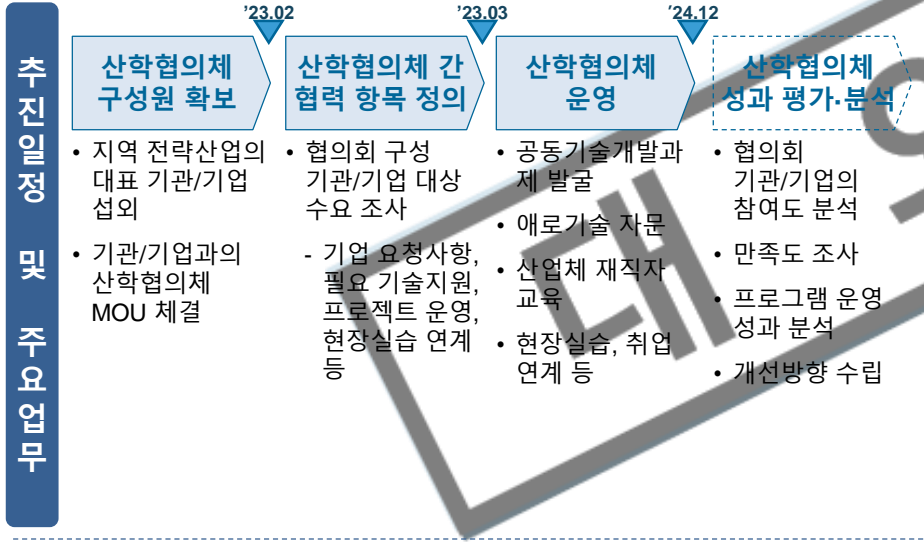 추진일정 및 주요업무
'23.02
'23.03
'24.12
산학협의체
구성원 확보
산학협의체 간
협력 항목 정의
산학협의체
운영
산학협의체
성과 평가·분석
• 지역 전략산업의
대표 기관/기업
섭외
• 기관/기업과의
산학협의체
MOU 체결
• 협의회 구성
기관/기업 대상
수요 조사
- 기업 요청사항,
필요 기술지원,
프로젝트 운영,
현장실습 연계
등
• 공동기술개발과
제 발굴
• 애로기술 자문
• 산업체 재직자
교육
• 현장실습, 취업
연계 등
• 협의회
기관/기업의
참여도 분석
• 만족도 조사
• 프로그램 운영
성과 분석
• 개선방향 수립
대